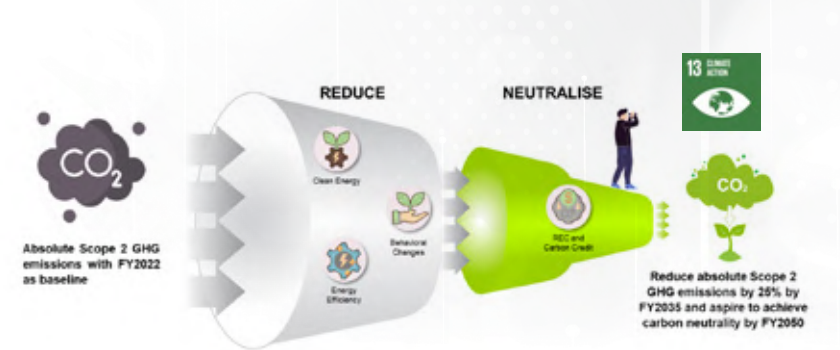 REDUCE
NEUTRALISE
13 CLIMATE
ACTION
CO2
Absolute Scope 2 GHG
emissions with FY2022
as baseline
Clean Energy
Behavioral
Changes
Energy
Efficiency
REC and
Carbon Credit
CO2
Reduce absolute Scope 2
GHG emissions by 25% by
FY2035 and aspire to achieve
carbon neutrality by FY2050